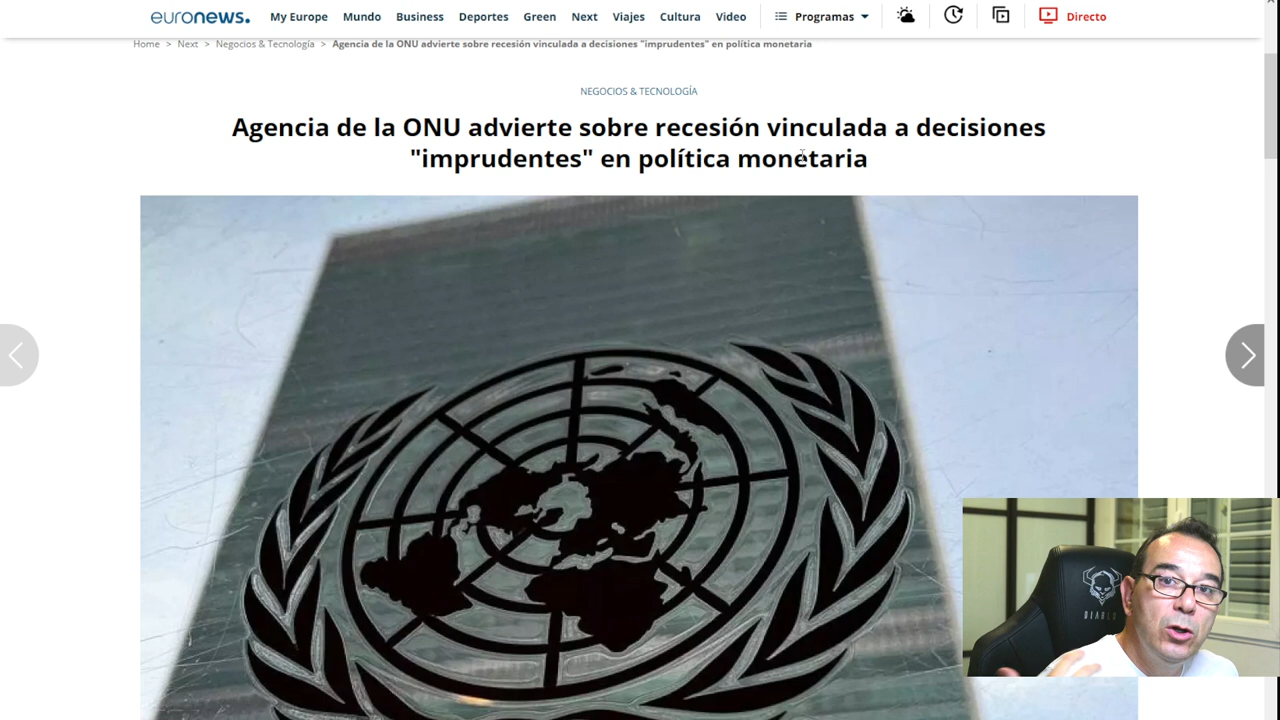 euronews.
My Europe Mundo Business Deportes Green Next Viajes Cultura Video Programas Directo
Home > Next > Negocios & Tecnología > Agencia de la ONU advierte sobre recesión vinculada a decisiones "imprudentes" en política monetaria
NEGOCIOS & TECNOLOGÍA
Agencia de la ONU advierte sobre recesión vinculada a decisiones
"imprudentes" en política monetaria
DIABLO